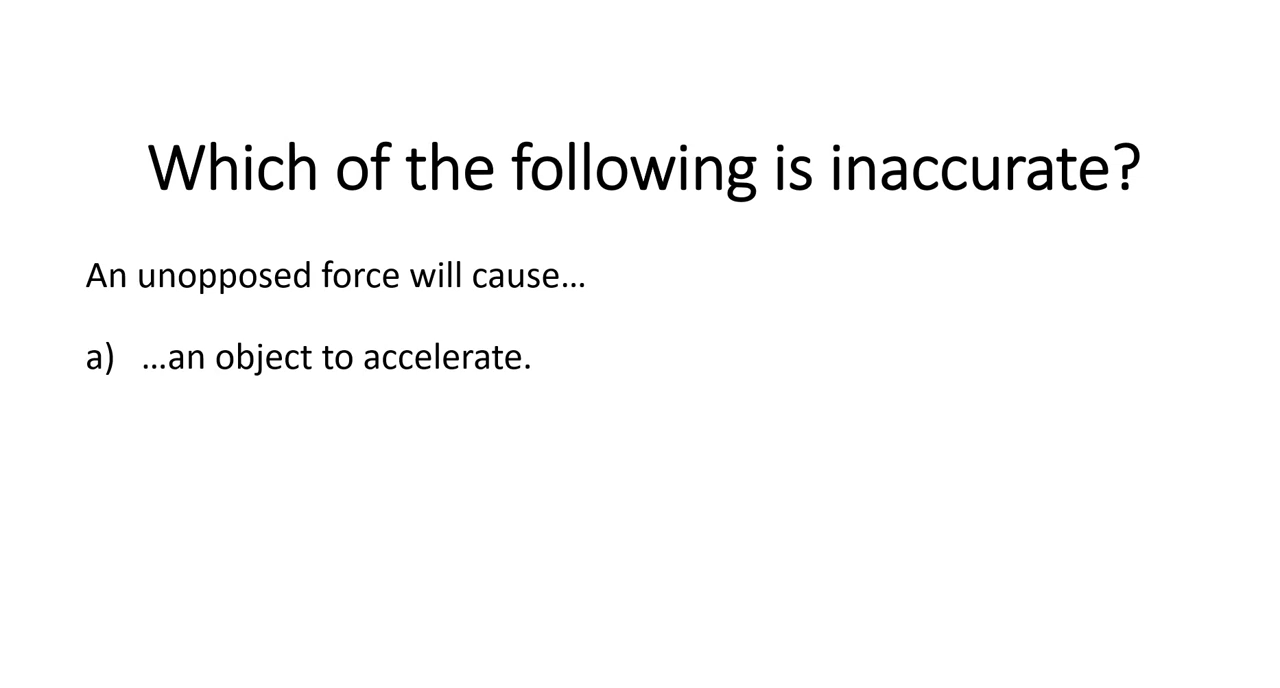 Which of the following is inaccurate?
An unopposed force will cause…
a) …an object to accelerate.